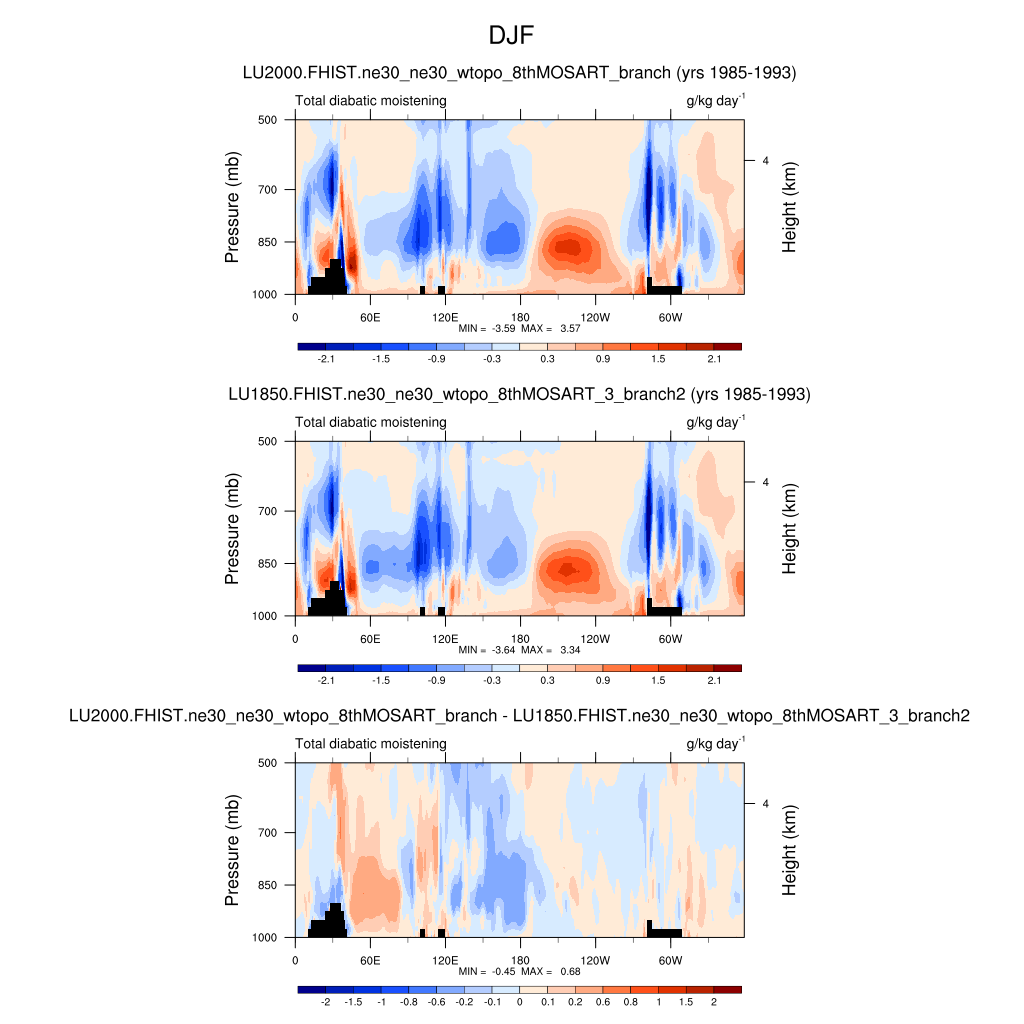 DJF
LU2000.FHIST.ne30_ne30_wtopo_8thMOSART_branch (yrs 1985-1993)
Total diabatic moistening g/kg day-1
500
700
850
1000
Pressure (mb)
4
Height (km)
0 60E 120E 180 120W 60W
MIN = -3.59 MAX = 3.57
-2.1 -1.5 -0.9 -0.3 0.3 0.9 1.5 2.1
LU1850.FHIST.ne30_ne30_wtopo_8thMOSART_3_branch2 (yrs 1985-1993)
Total diabatic moistening g/kg day-1
500
700
850
1000
Pressure (mb)
4
Height (km)
0 60E 120E 180 120W 60W
MIN = -3.64 MAX = 3.34
-2.1 -1.5 -0.9 -0.3 0.3 0.9 1.5 2.1
LU2000.FHIST.ne30_ne30_wtopo_8thMOSART_branch - LU1850.FHIST.ne30_ne30_wtopo_8thMOSART_3_branch2
Total diabatic moistening g/kg day-1
500
700
850
1000
Pressure (mb)
4
Height (km)
0 60E 120E 180 120W 60W
MIN = -0.45 MAX = 0.68
-2 -1.5 -1 -0.8 -0.6 -0.2 -0.1 0 0.1 0.2 0.6 0.8 1 1.5 2